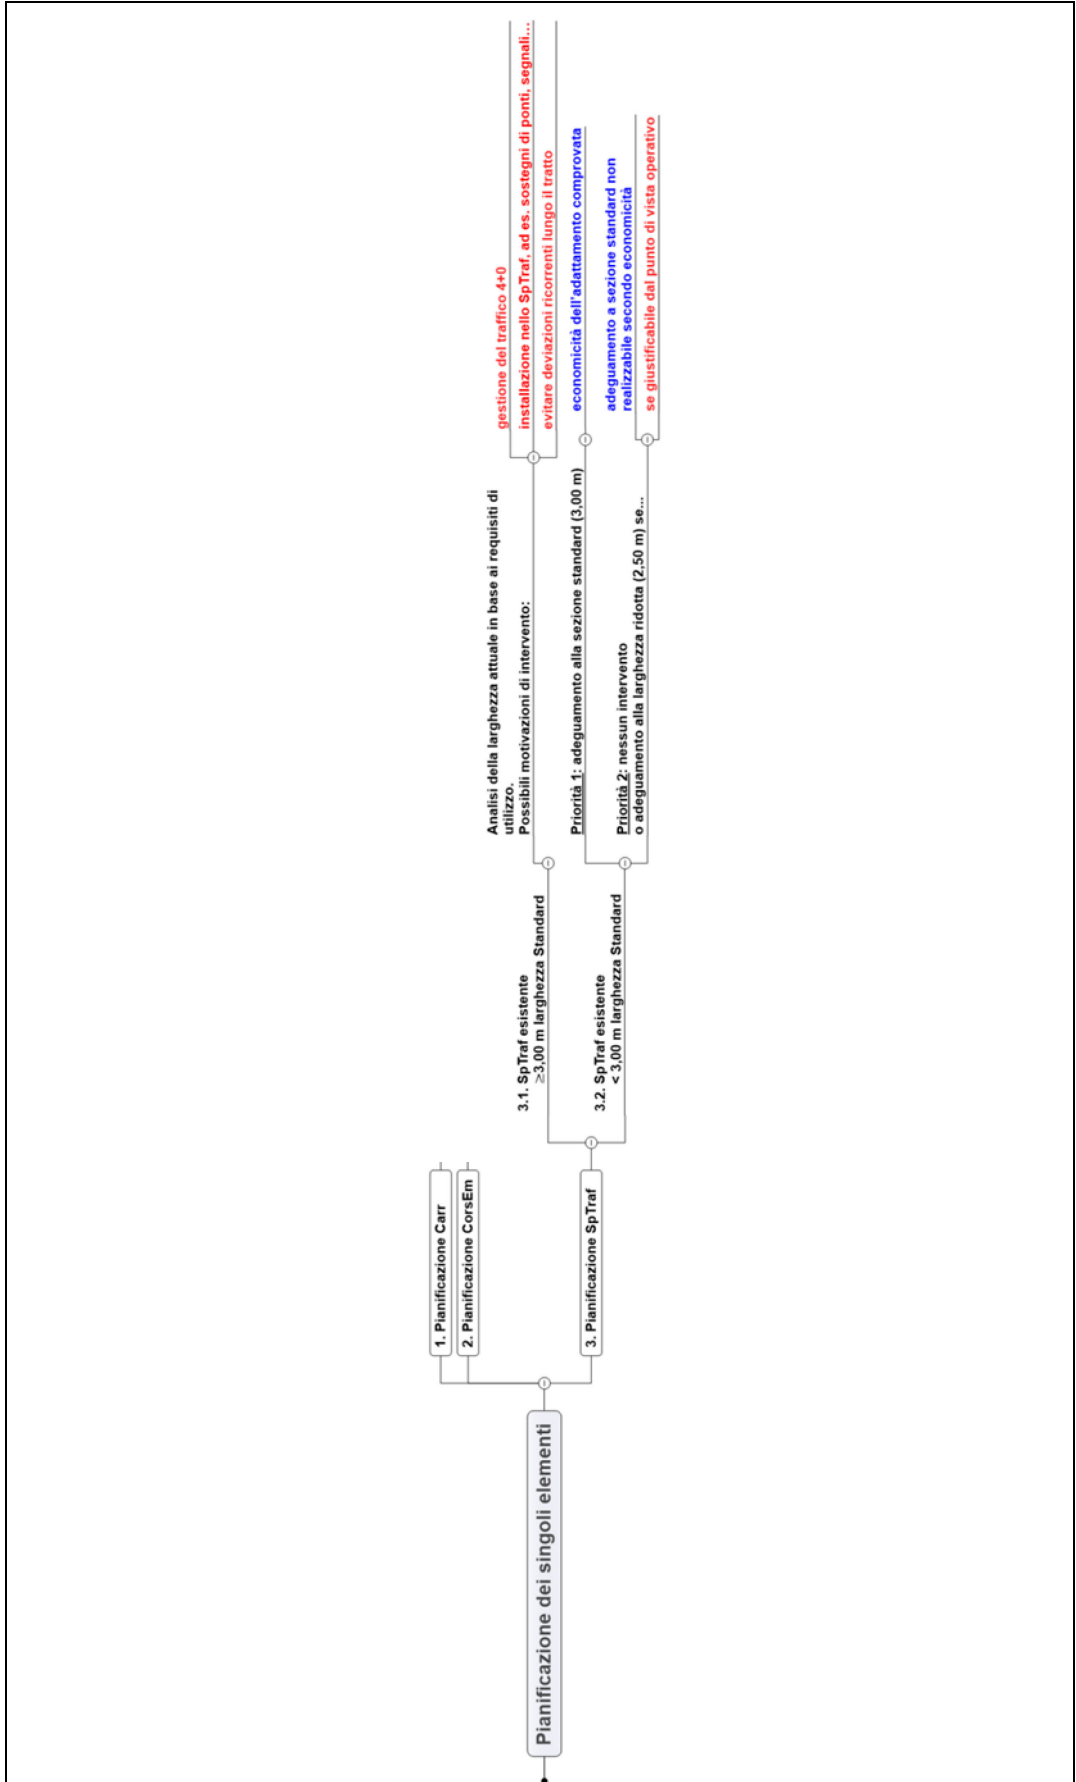 Pianificazione dei singoli elementi
1. Pianificazione Carr
2. Pianificazione CorsEm
3. Pianificazione SpTraf
3.1. SpTraf esistente
≥3,00 m larghezza Standard
Analisi della larghezza attuale in base ai requisiti di
utilizzo.
Possibili motivazioni di intervento:
gestione del traffico 4+0
installazione nello SpTraf, ad es. sostegni di ponti, segnali...
evitare deviazioni ricorrenti lungo il tratto
3.2. SpTraf esistente
< 3,00 m larghezza Standard
Priorità 1: adeguamento alla sezione standard (3,00 m)
economicità dell'adattamento comprovata
Priorità 2: nessun intervento
o adeguamento alla larghezza ridotta (2,50 m) se...
adeguamento a sezione standard non
realizzabile secondo economicità
se giustificabile dal punto di vista operativo